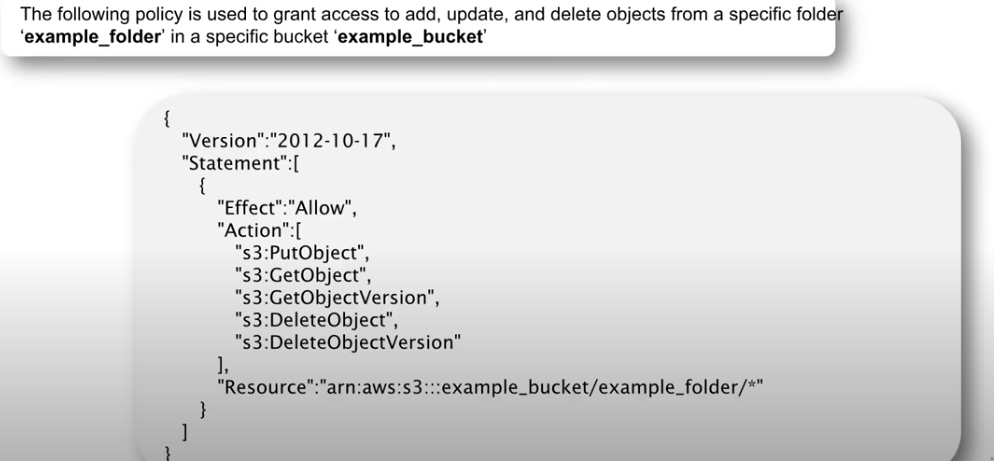 The following policy is used to grant access to add, update, and delete objects from a specific folder
‘example_folder’ in a specific bucket ‘example_bucket’
{
"Version":"2012-10-17",
"Statement":[
{
"Effect":"Allow",
"Action":[
"s3:PutObject",
"s3:GetObject",
"s3:GetObjectVersion",
"s3:DeleteObject",
"s3:DeleteObjectVersion"
],
"Resource":"arn:aws:s3:::example_bucket/example_folder/*"
}
]
}